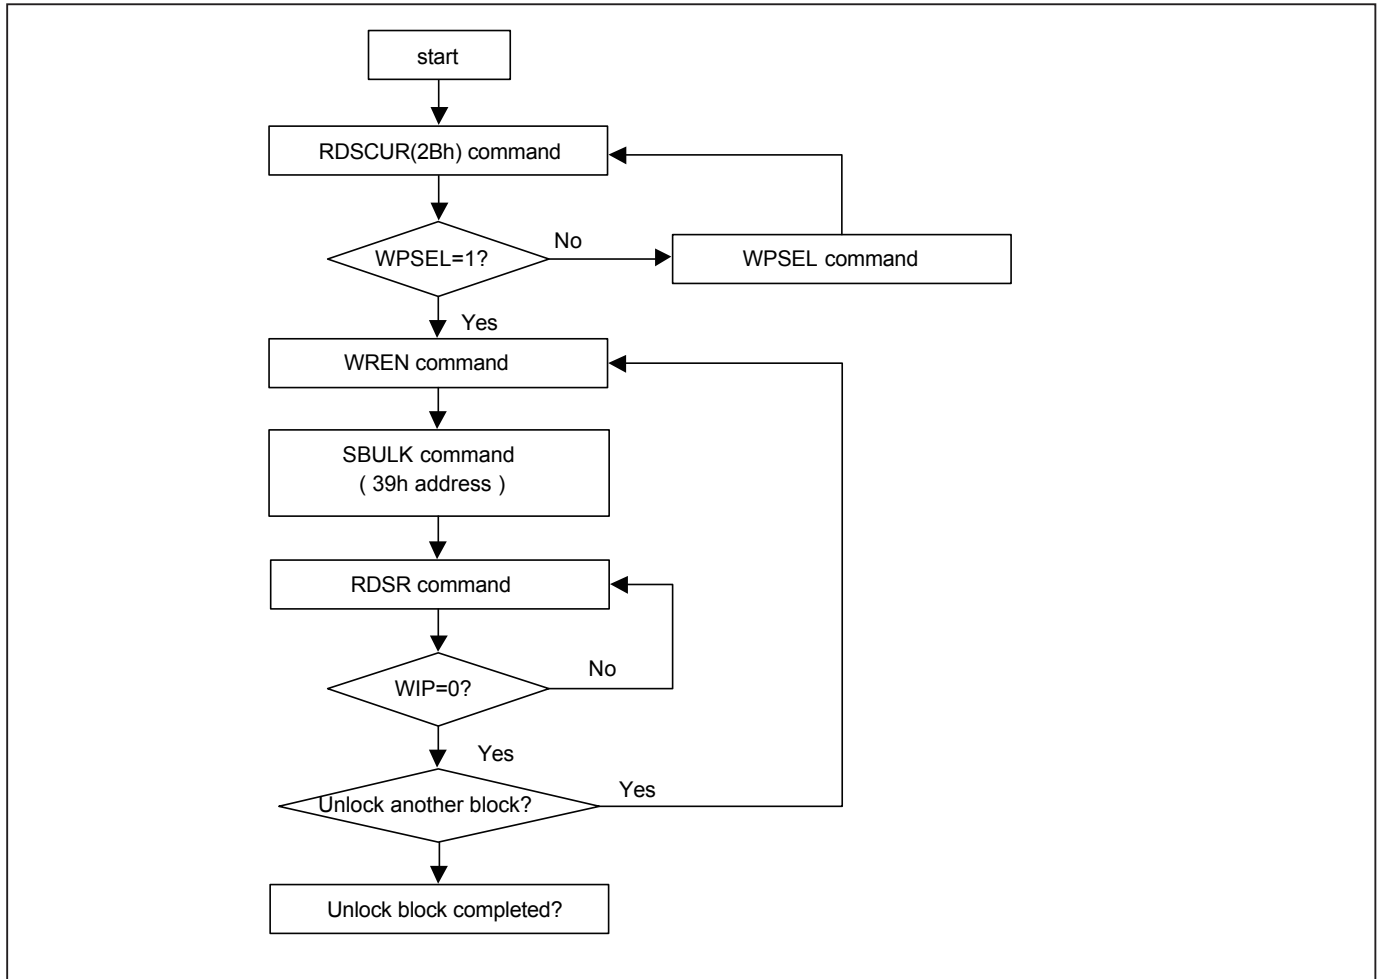 start
RDSCUR(2Bh) command
WPSEL=1?
No
WPSEL command
Yes
WREN command
SBULK command
( 39h address )
RDSR command
WIP=0?
No
Yes
Unlock another block?
Yes
Unlock block completed?